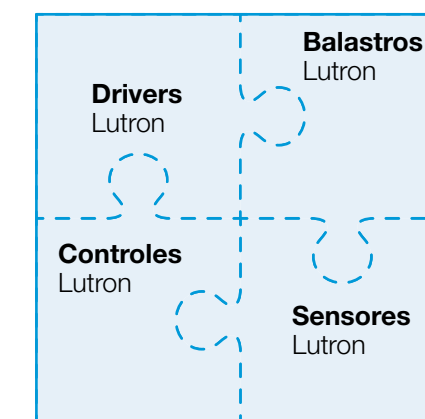 Drivers
Lutron
Balastros
Lutron
Controles
Lutron
Sensores
Lutron